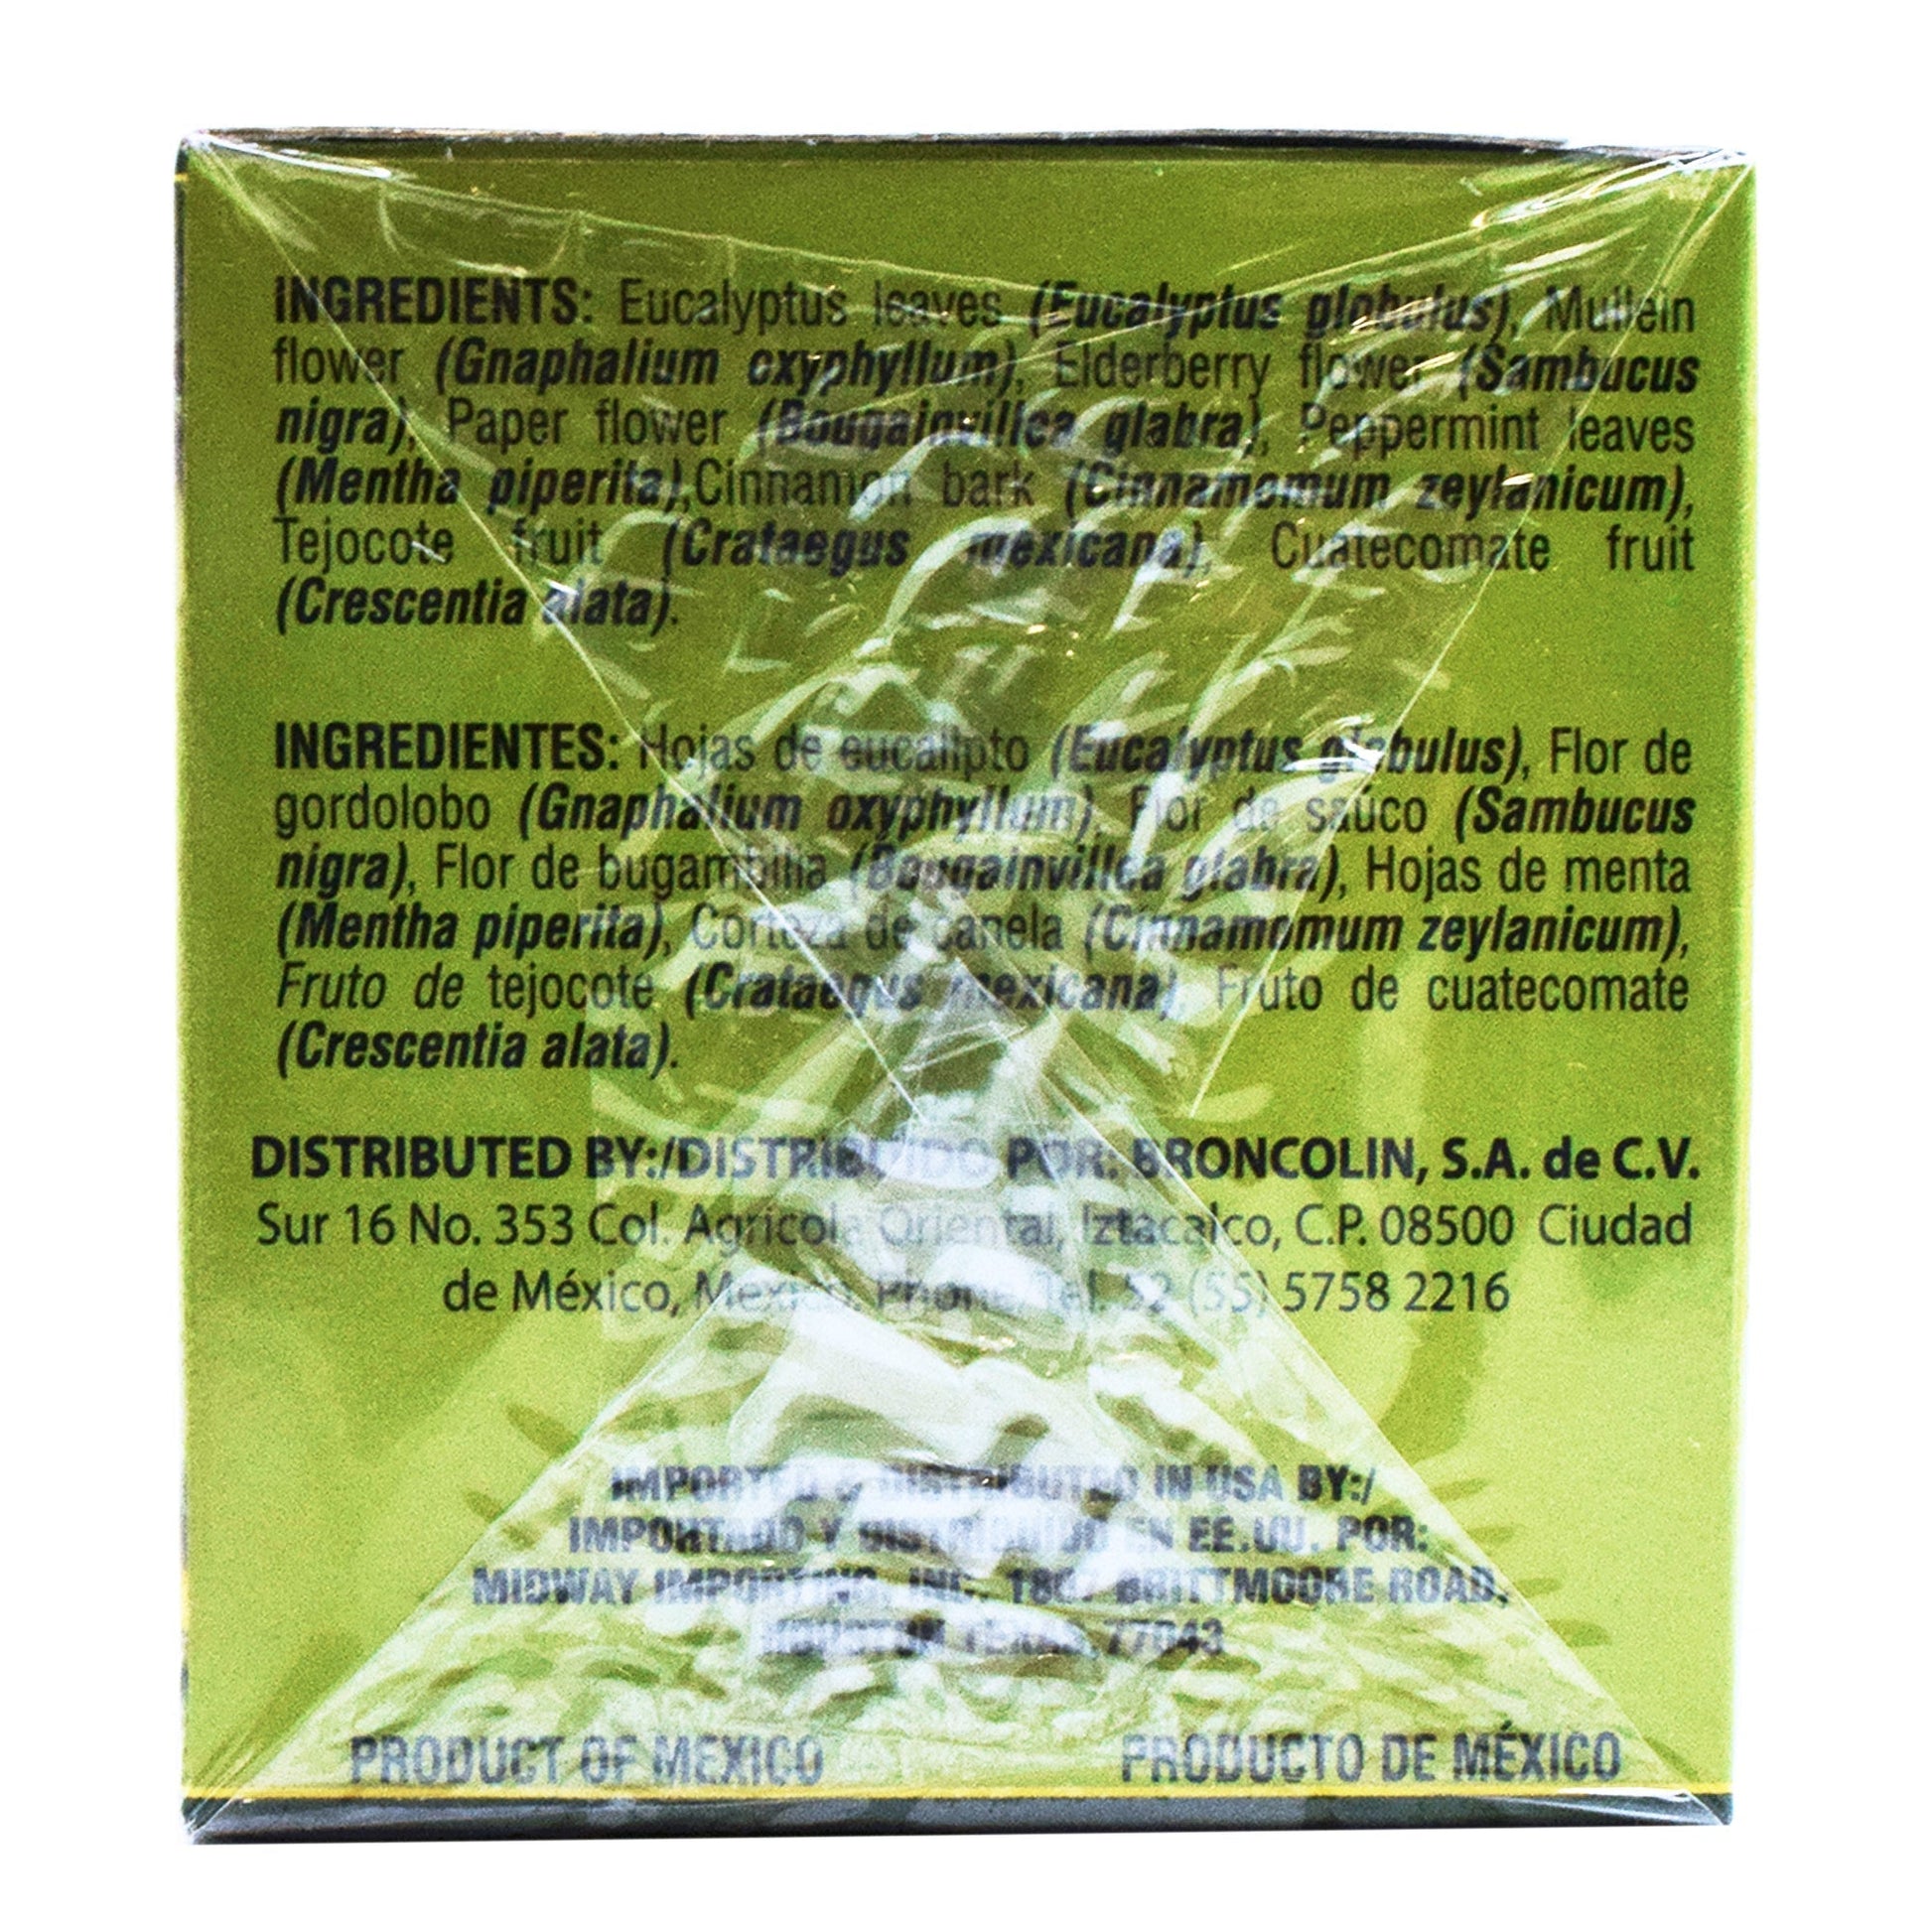 INGREDIENTS: Eucalyptus leaves (Eucalyptus globulus), Mullein
flower (Gnaphalium oxyphyllum), Elderberry flower (Sambucus
nigra), Paper flower (Bougainvillea glabra), Peppermint leaves
(Mentha piperita),Cinnamon bark (Cinnamomum zeylanicum),
Tejocote fruit (Crataegus mexicana), Cuatecomate fruit
(Crescentia alata).
INGREDIENTES: Hojas de eucalipto (Eucalyptus globulus), Flor de
gordolobo (Gnaphalium oxyphyllum), Flor de saúco (Sambucus
nigra), Flor de bugambilia (Bougainvillea glabra), Hojas de menta
(Mentha piperita), Corteza de canela (Cinnamomum zeylanicum),
Fruto de tejocote (Crataegus mexicana), Fruto de cuatecomate
(Crescentia alata).
DISTRIBUTED BY:/DISTRIBUIDO POR: BRONCOLIN, S.A. de C.V.
Sur 16 No. 353 Col. Agrícola Oriental, Iztacalco, C.P. 08500 Ciudad
de México, Mexico. Phone, Tel. 52 (55) 5758 2216
IMPORTED & DISTRIBUTED IN USA BY:/
IMPORTADO Y DISTRIBUIDO EN EE.UU. POR:
MIDWAY IMPORTING, INC. BRITTMOORE ROAD,
HOUSTON TEXAS, 77043
PRODUCT OF MEXICO PRODUCTO DE MÉXICO